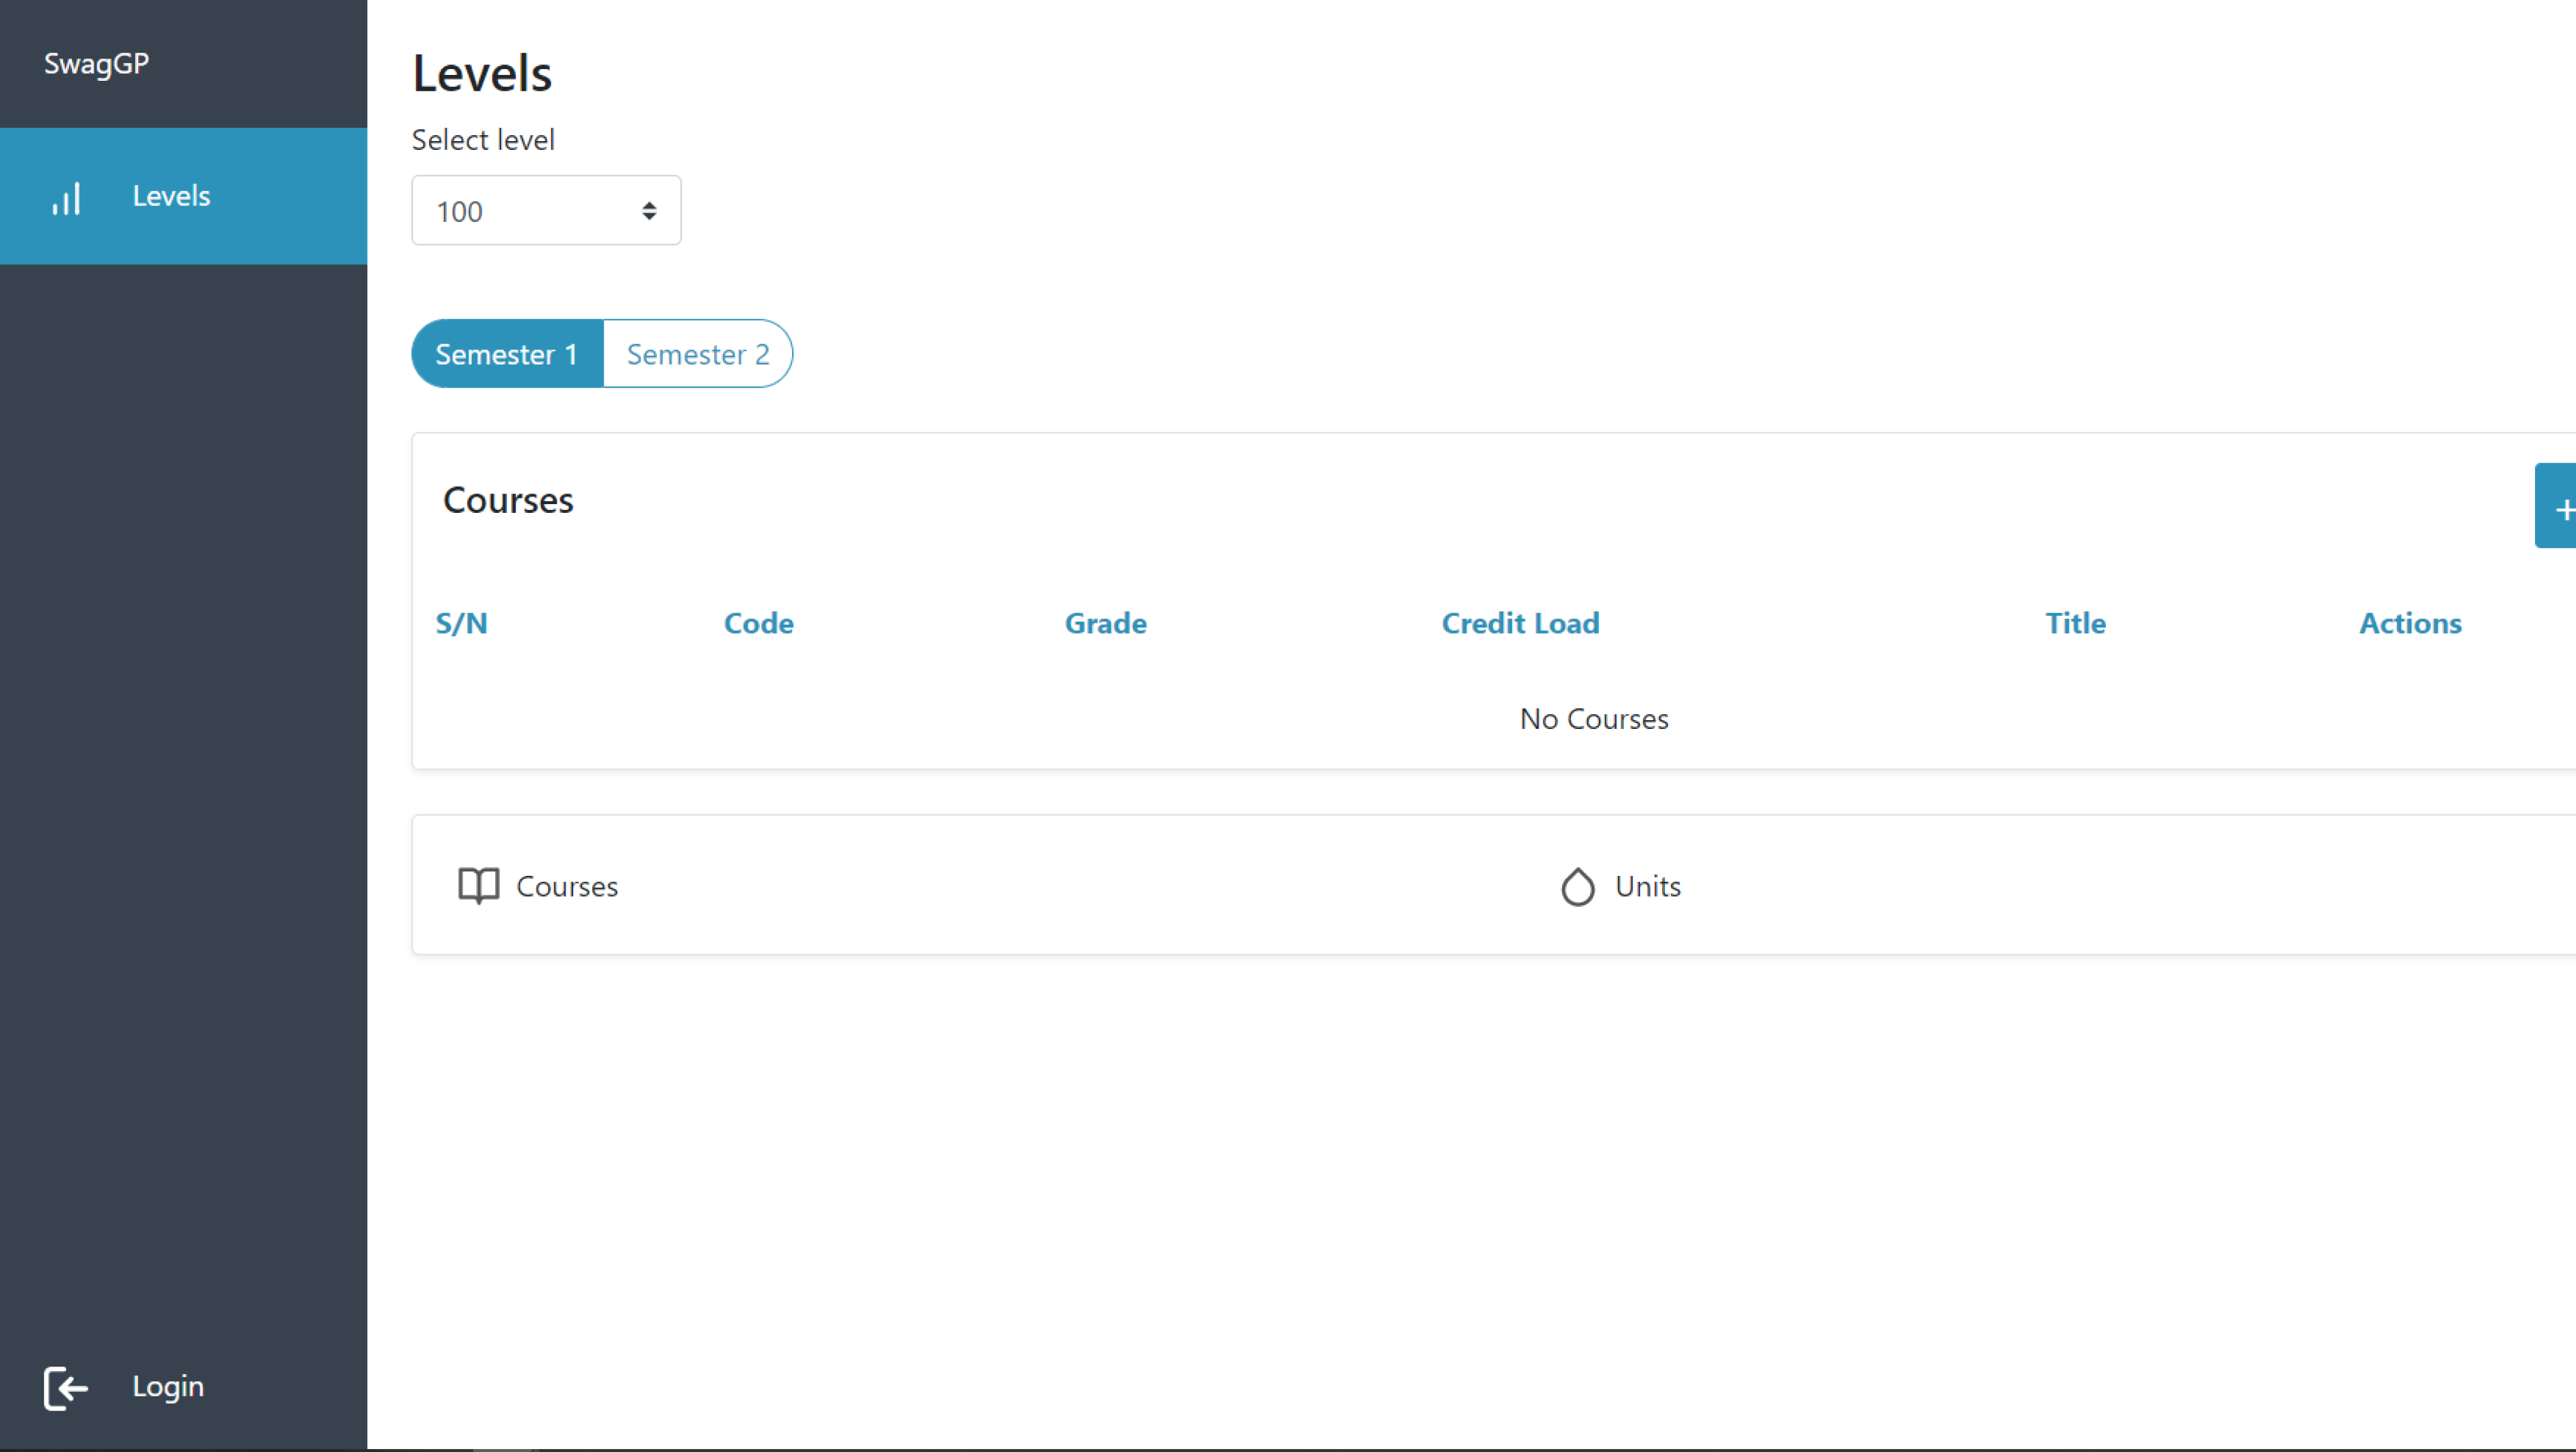 SwagGP
Levels
Levels
Select level
100
Semester 1 Semester 2
Courses
+
S/N Code Grade Credit Load Title Actions
No Courses
Courses Units
Login